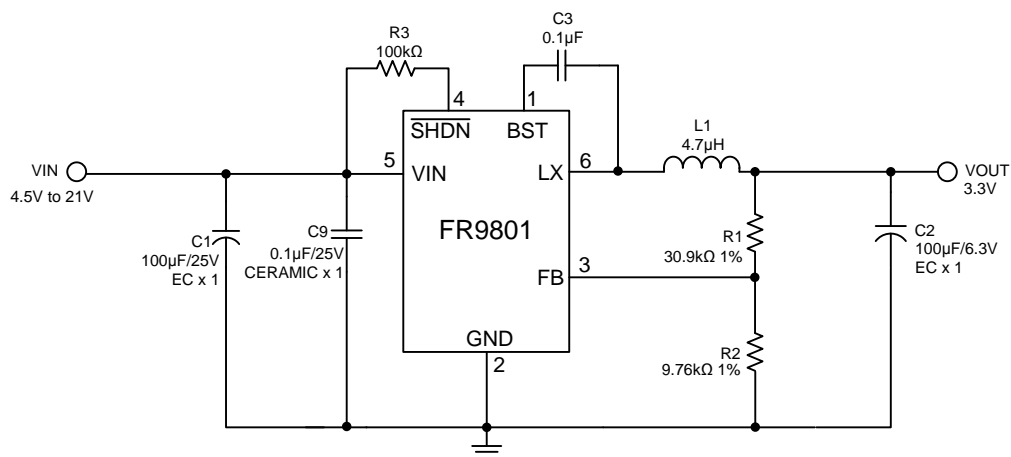 C3
0.1µF
R3
100kΩ
4
1
SHDN
BST
L1
4.7µH
VIN
4.5V to 21V
5
VIN
LX
6
VOUT
3.3V
FR9801
C1
100µF/25V
EC x 1
C9
0.1µF/25V
CERAMIC x 1
R1
30.9kΩ 1%
C2
100µF/6.3V
EC x 1
FB
3
GND
2
R2
9.76kΩ 1%